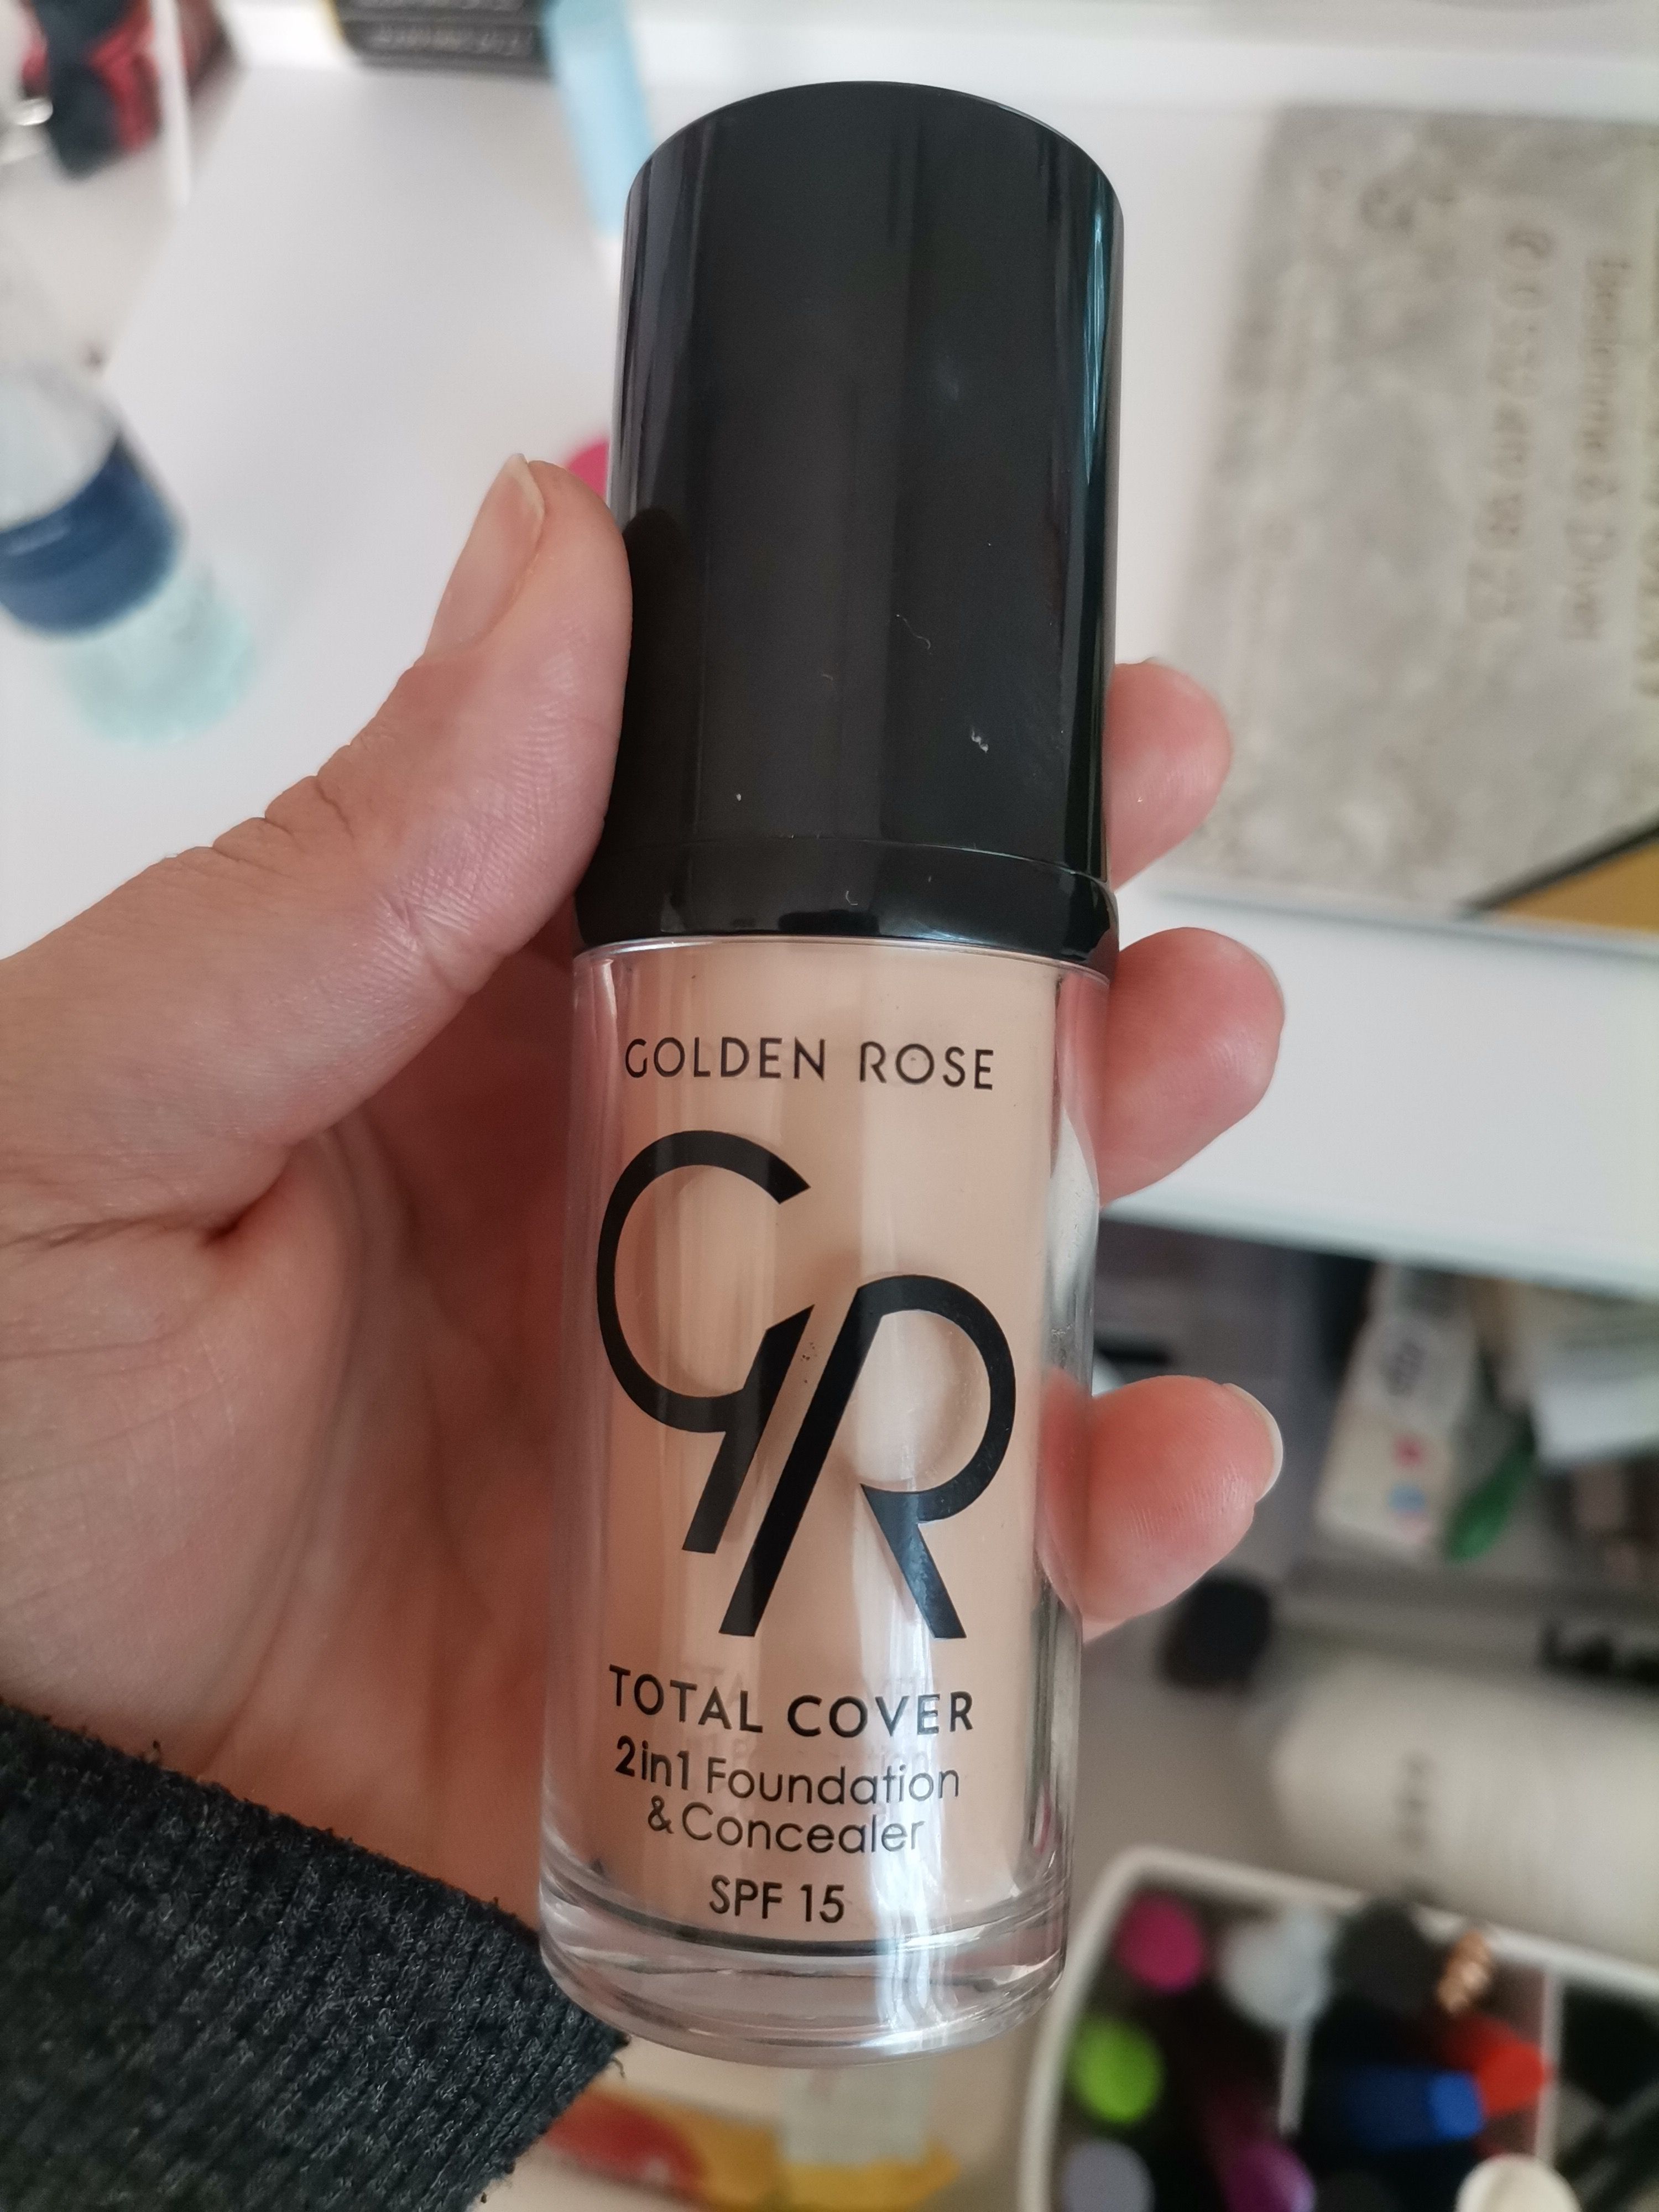 GOLDEN ROSE
GR
TOTAL COVER
2in1 Foundation
& Concealer
SPF 15